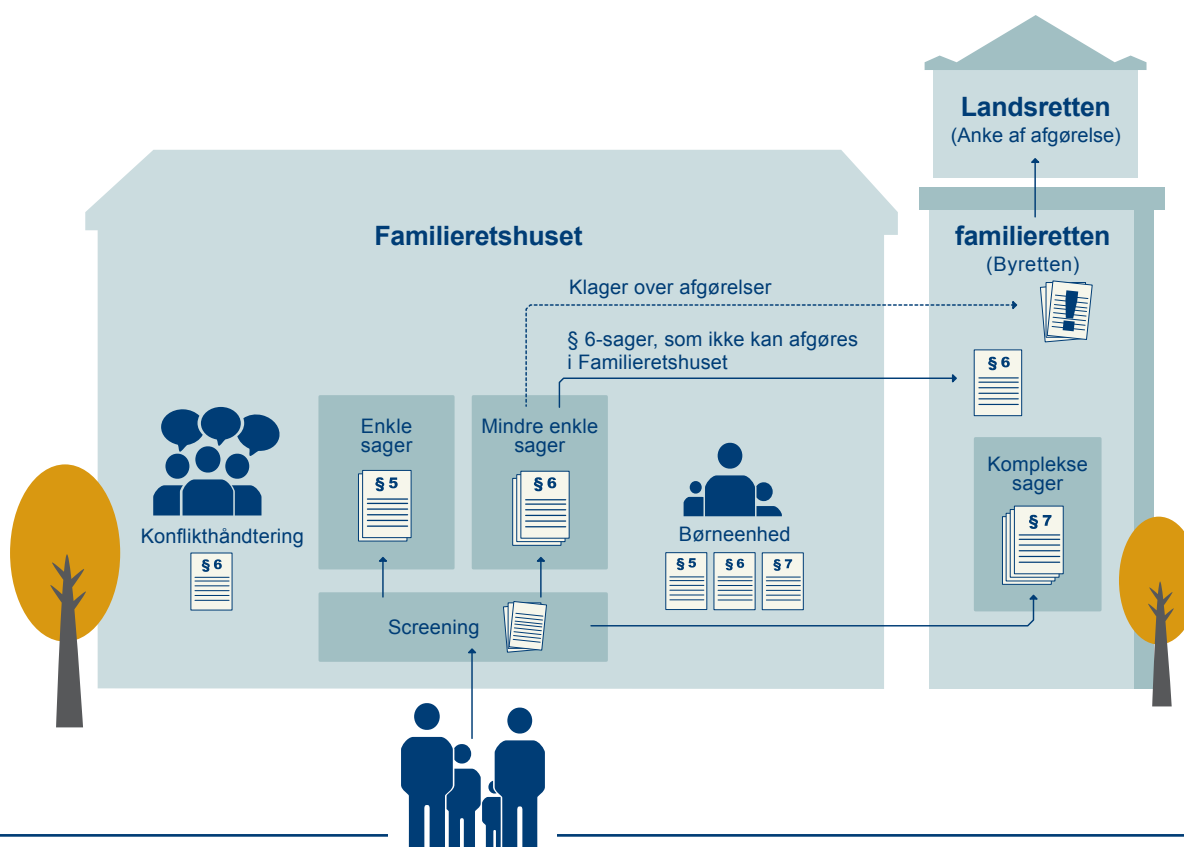 Landsretten
(Anke af afgørelse)
Familieretshuset
familieretten
(Byretten)
Klager over afgørelser
!
§ 6-sager, som ikke kan afgøres
i Familieretshuset
§ 6
Enkle
sager
§ 5
Mindre enkle
sager
§ 6
Komplekse
sager
§ 7
Konflikthåndtering
§ 6
Børneenhed
§ 5
§ 6
§ 7
Screening